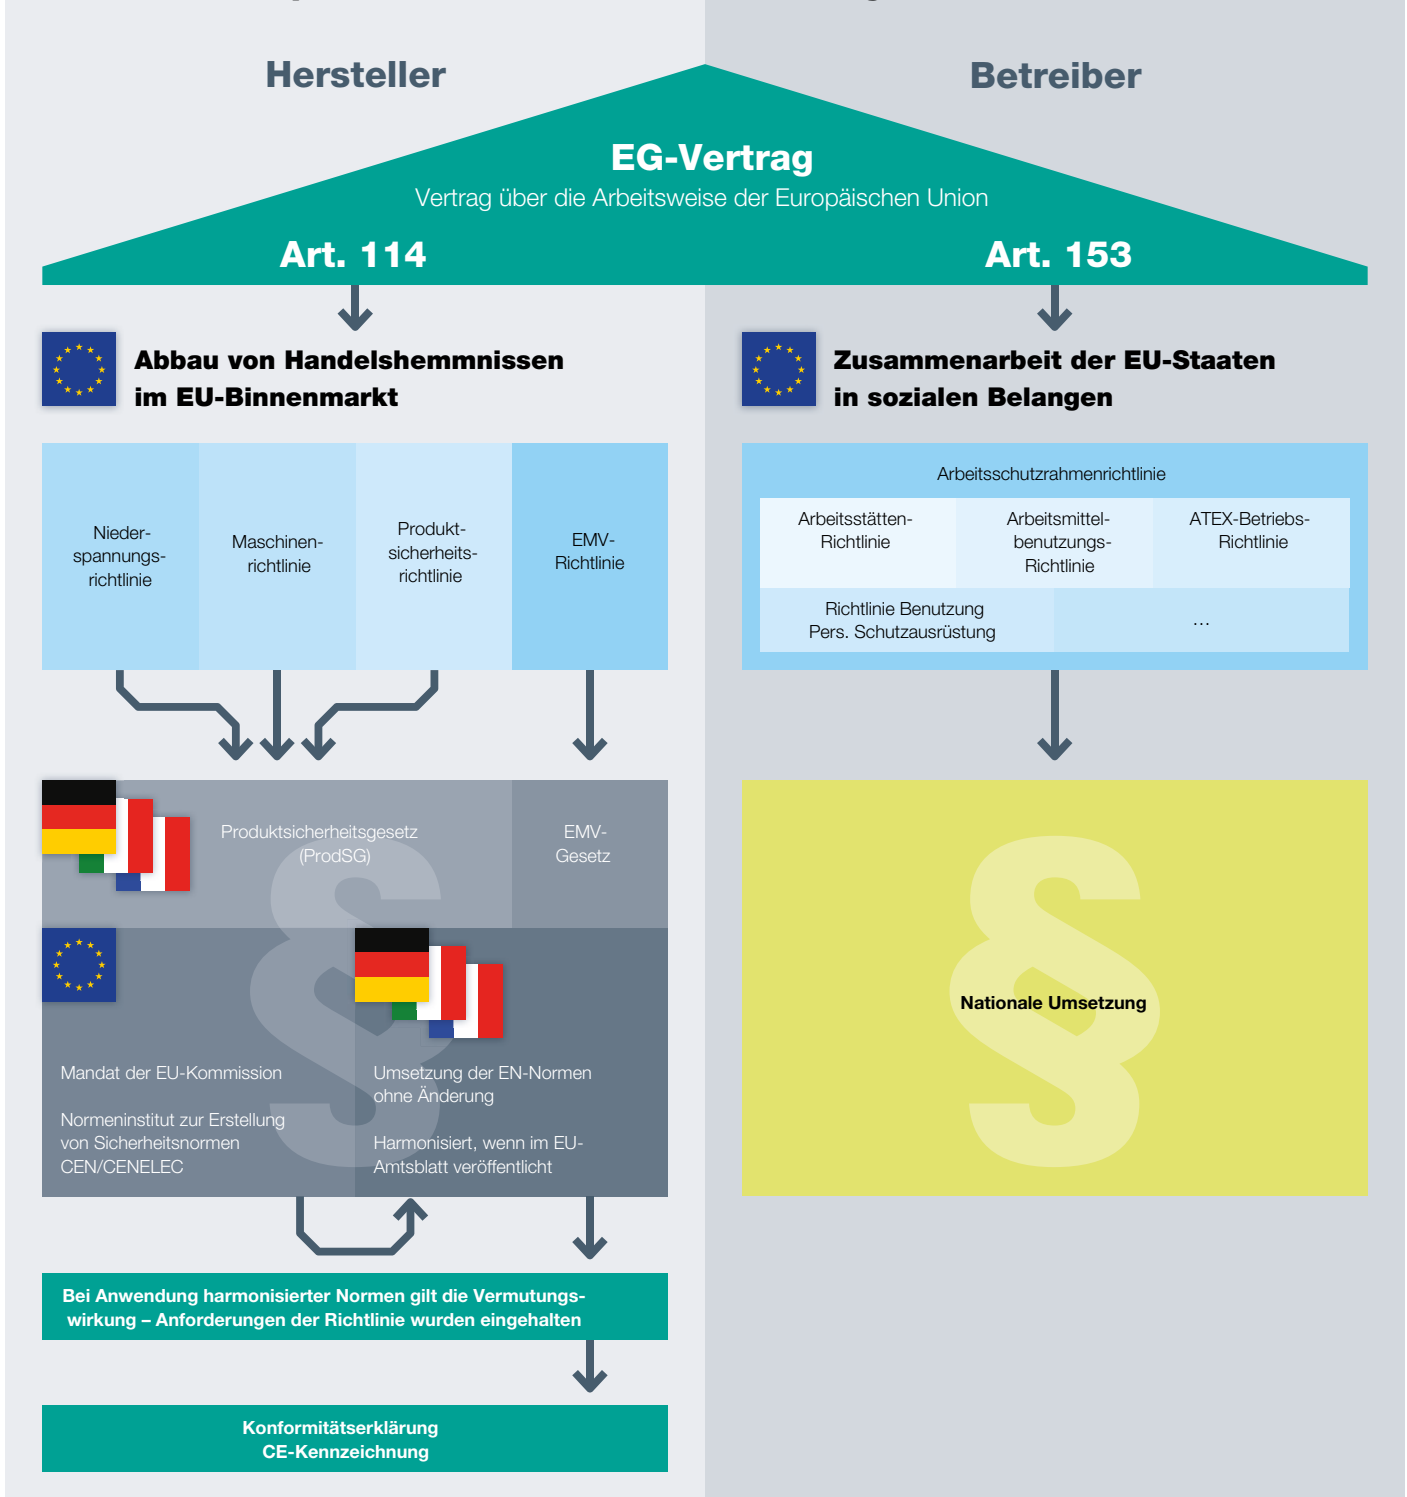 Hersteller
Betreiber
EG-Vertrag
Vertrag über die Arbeitsweise der Europäischen Union
Art. 114
Art. 153
Abbau von Handelshemmnissen
im EU-Binnenmarkt
Zusammenarbeit der EU-Staaten
in sozialen Belangen
Nieder-
spannungs-
richtlinie
Maschinen-
richtlinie
Produkt-
sicherheits-
richtlinie
EMV-
Richtlinie
Arbeitsschutzrahmenrichtlinie
Arbeitsstätten-
Richtlinie
Arbeitsmittel-
benutzungs-
Richtlinie
ATEX-Betriebs-
Richtlinie
Richtlinie Benutzung
Pers. Schutzausrüstung
…
Produktsicherheitsgesetz
(ProdSG)
EMV-
Gesetz
§
Mandat der EU-Kommission
Normeninstitut zur Erstellung
von Sicherheitsnormen
CEN/CENELEC
Umsetzung der EN-Normen
ohne Änderung
Harmonisiert, wenn im EU-
Amtsblatt veröffentlicht
§
Nationale Umsetzung
Bei Anwendung harmonisierter Normen gilt die Vermutungs-
wirkung – Anforderungen der Richtlinie wurden eingehalten
Konformitätserklärung
CE-Kennzeichnung